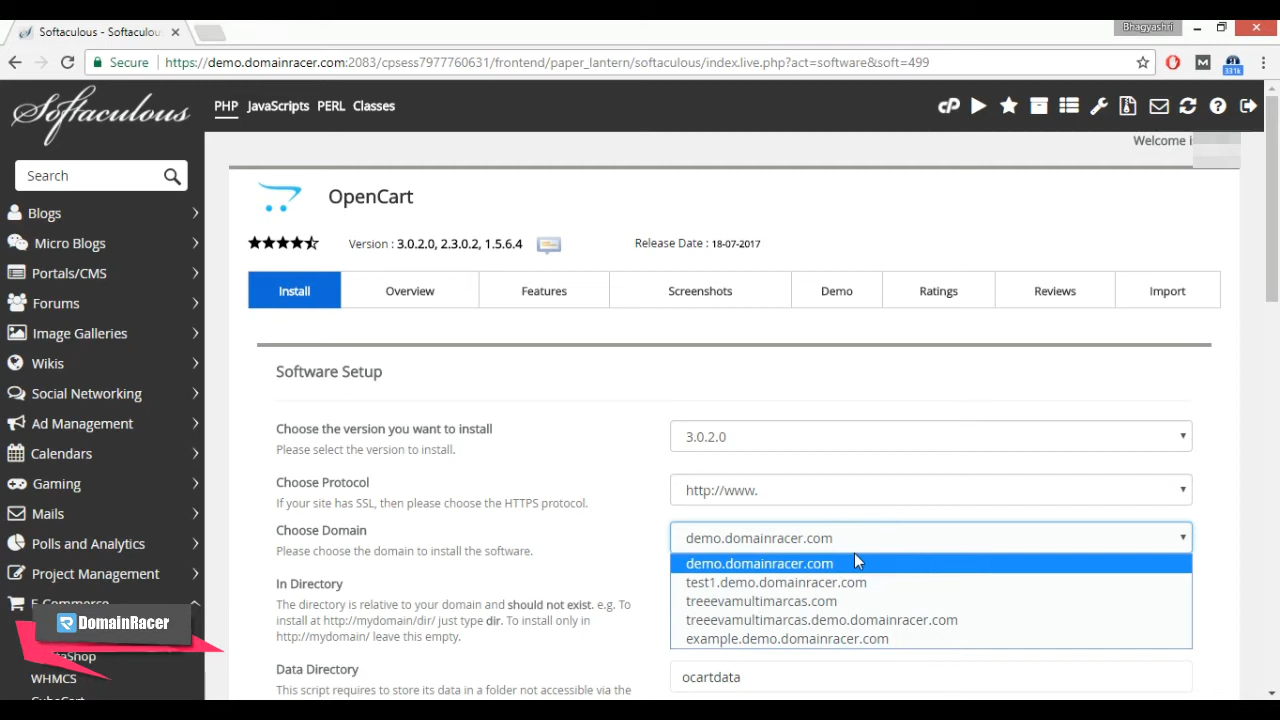 Softaculous - Softaculou
Bhagyashri
Secure
https://demo.domainracer.com:2083/cpsess7977760631/frontend/paper_lantern/softaculous/index.live.php?act=software&soft=499
M
331k
Softaculous
PHP JavaScripts PERL Classes
cP
Welcome
Search
Blogs
Micro Blogs
Portals/CMS
Forums
Image Galleries
Wikis
Social Networking
Ad Management
Calendars
Gaming
Mails
Polls and Analytics
Project Management
DomainRacer
WHMCS
OpenCart
Version : 3.0.2.0, 2.3.0.2, 1.5.6.4
Release Date : 18-07-2017
Install Overview Features Screenshots Demo Ratings Reviews Import
Software Setup
Choose the version you want to install
Please select the version to install.
3.0.2.0
Choose Protocol
If your site has SSL, then please choose the HTTPS protocol.
http://www.
Choose Domain
Please choose the domain to install the software.
demo.domainracer.com
demo.domainracer.com
test1.demo.domainracer.com
treeevamultimarcas.com
treeevamultimarcas.demo.domainracer.com
example.demo.domainracer.com
In Directory
The directory is relative to your domain and should not exist. e.g. To
install at http://mydomain/dir/ just type dir. To install only in
http://mydomain/ leave this empty.
Data Directory
This script requires to store its data in a folder not accessible via the
ocartdata